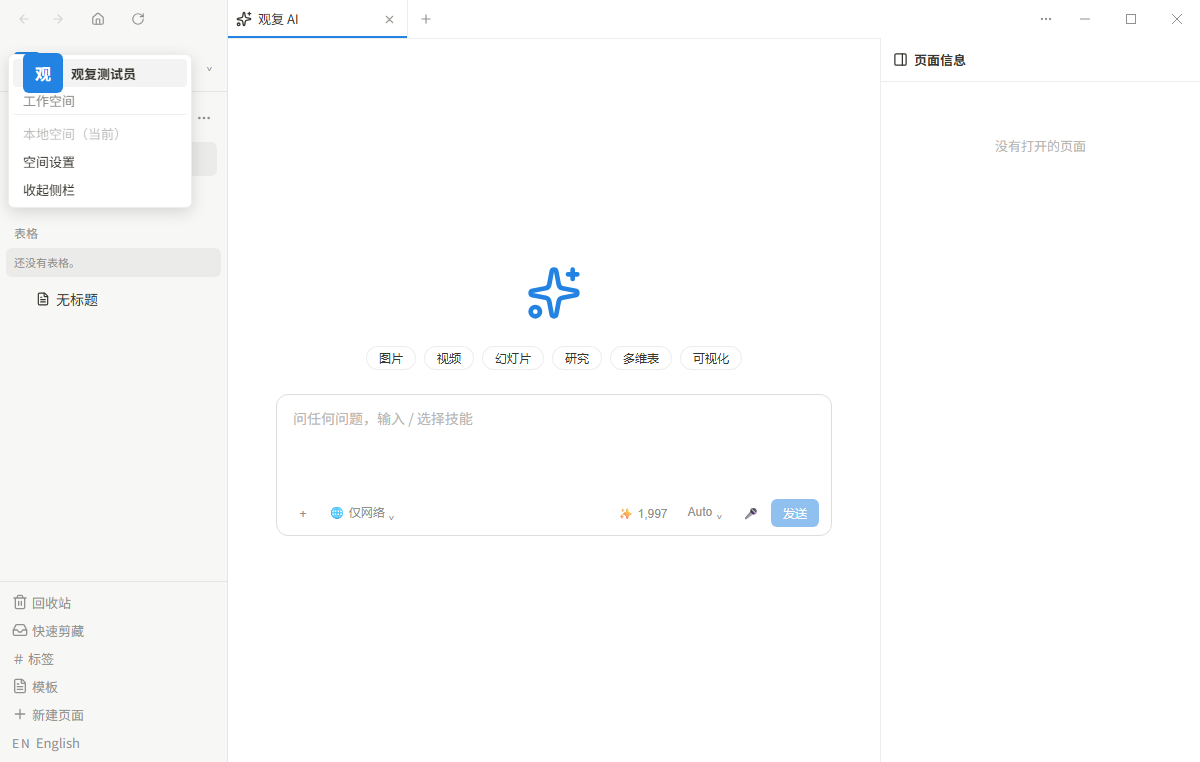 观复 AI
观 观复测试员
工作空间
本地空间（当前）
空间设置
收起侧栏
表格
还没有表格。
无标题
回收站
快速剪藏
# 标签
模板
新建页面
EN English
图片 视频 幻灯片 研究 多维表 可视化
问任何问题，输入 / 选择技能
+ 仅网络 1,997 Auto 发送
页面信息
没有打开的页面